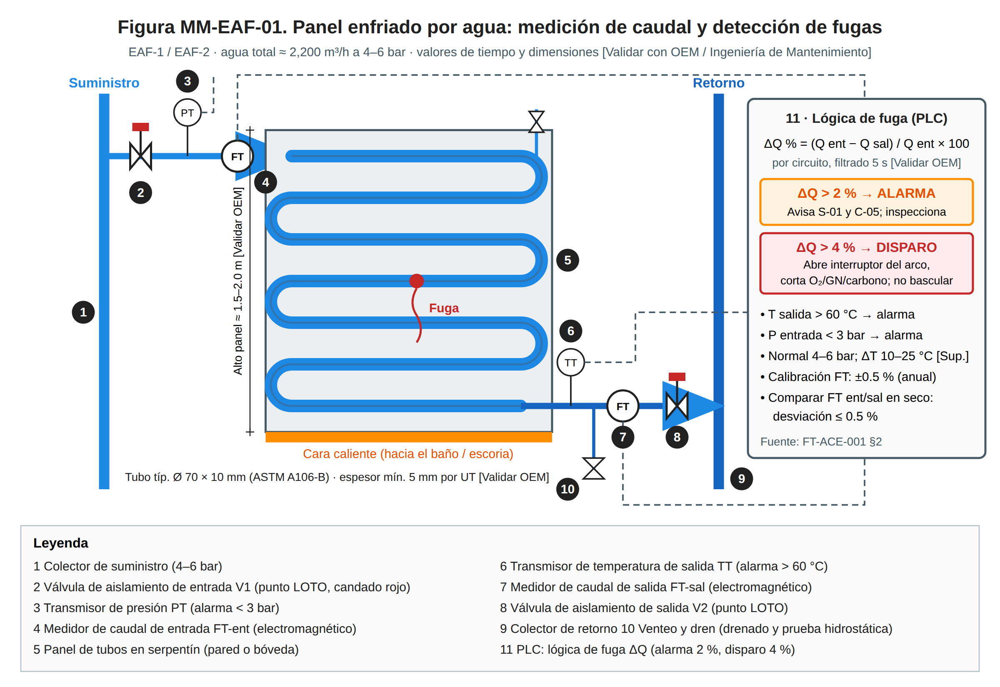 Figura MM-EAF-01. Panel enfriado por agua: medición de caudal y detección de fugas
EAF-1 / EAF-2 · agua total ≈ 2,200 m³/h a 4–6 bar · valores de tiempo y dimensiones [Validar con OEM / Ingeniería de Mantenimiento]
Suministro
3
PT
2
FT
4
1
Alto panel ≈ 1.5–2.0 m [Validar OEM]
5
Fuga
6
TT
FT
7
8
Retorno
9
10
Cara caliente (hacia el baño / escoria)
Tubo típ. Ø 70 × 10 mm (ASTM A106-B) · espesor mín. 5 mm por UT [Validar OEM]
11 · Lógica de fuga (PLC)
ΔQ % = (Q ent − Q sal) / Q ent × 100
por circuito, filtrado 5 s [Validar OEM]
ΔQ > 2 % → ALARMA
Avisa S-01 y C-05; inspecciona
ΔQ > 4 % → DISPARO
Abre interruptor del arco,
corta O₂/GN/carbono; no bascular
• T salida > 60 °C → alarma
• P entrada < 3 bar → alarma
• Normal 4–6 bar; ΔT 10–25 °C [Sup.]
• Calibración FT: ±0.5 % (anual)
• Comparar FT ent/sal en seco:
desviación ≤ 0.5 %
Fuente: FT-ACE-001 §2
Leyenda
1 Colector de suministro (4–6 bar)
2 Válvula de aislamiento de entrada V1 (punto LOTO, candado rojo)
3 Transmisor de presión PT (alarma < 3 bar)
4 Medidor de caudal de entrada FT-ent (electromagnético)
5 Panel de tubos en serpentín (pared o bóveda)
6 Transmisor de temperatura de salida TT (alarma > 60 °C)
7 Medidor de caudal de salida FT-sal (electromagnético)
8 Válvula de aislamiento de salida V2 (punto LOTO)
9 Colector de retorno 10 Venteo y dren (drenado y prueba hidrostática)
11 PLC: lógica de fuga ΔQ (alarma 2 %, disparo 4 %)